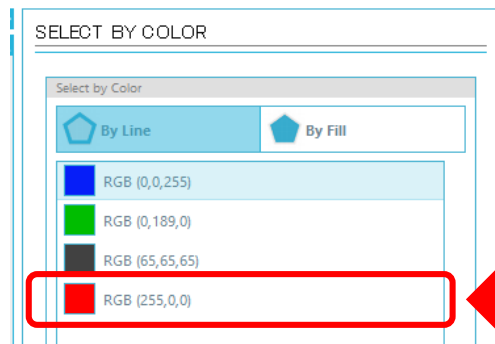 SELECT BY COLOR
Select by Color
By Line
By Fill
RGB (0,0,255)
RGB (0,189,0)
RGB (65,65,65)
RGB (255,0,0)